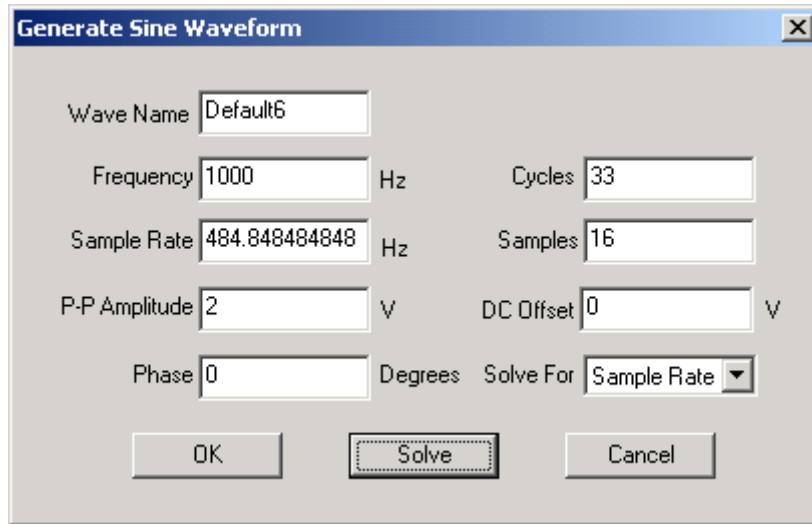 Generate Sine Waveform
Wave Name Default6
Frequency 1000 Hz Cycles 33
Sample Rate 484.848484848 Hz Samples 16
P-P Amplitude 2 V DC Offset 0 V
Phase 0 Degrees Solve For Sample Rate
OK Solve Cancel